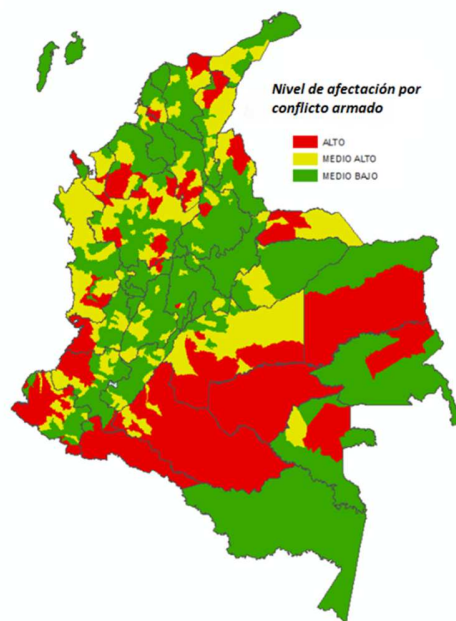 Nivel de afectación por
conflicto armado
ALTO
MEDIO ALTO
MEDIO BAJO